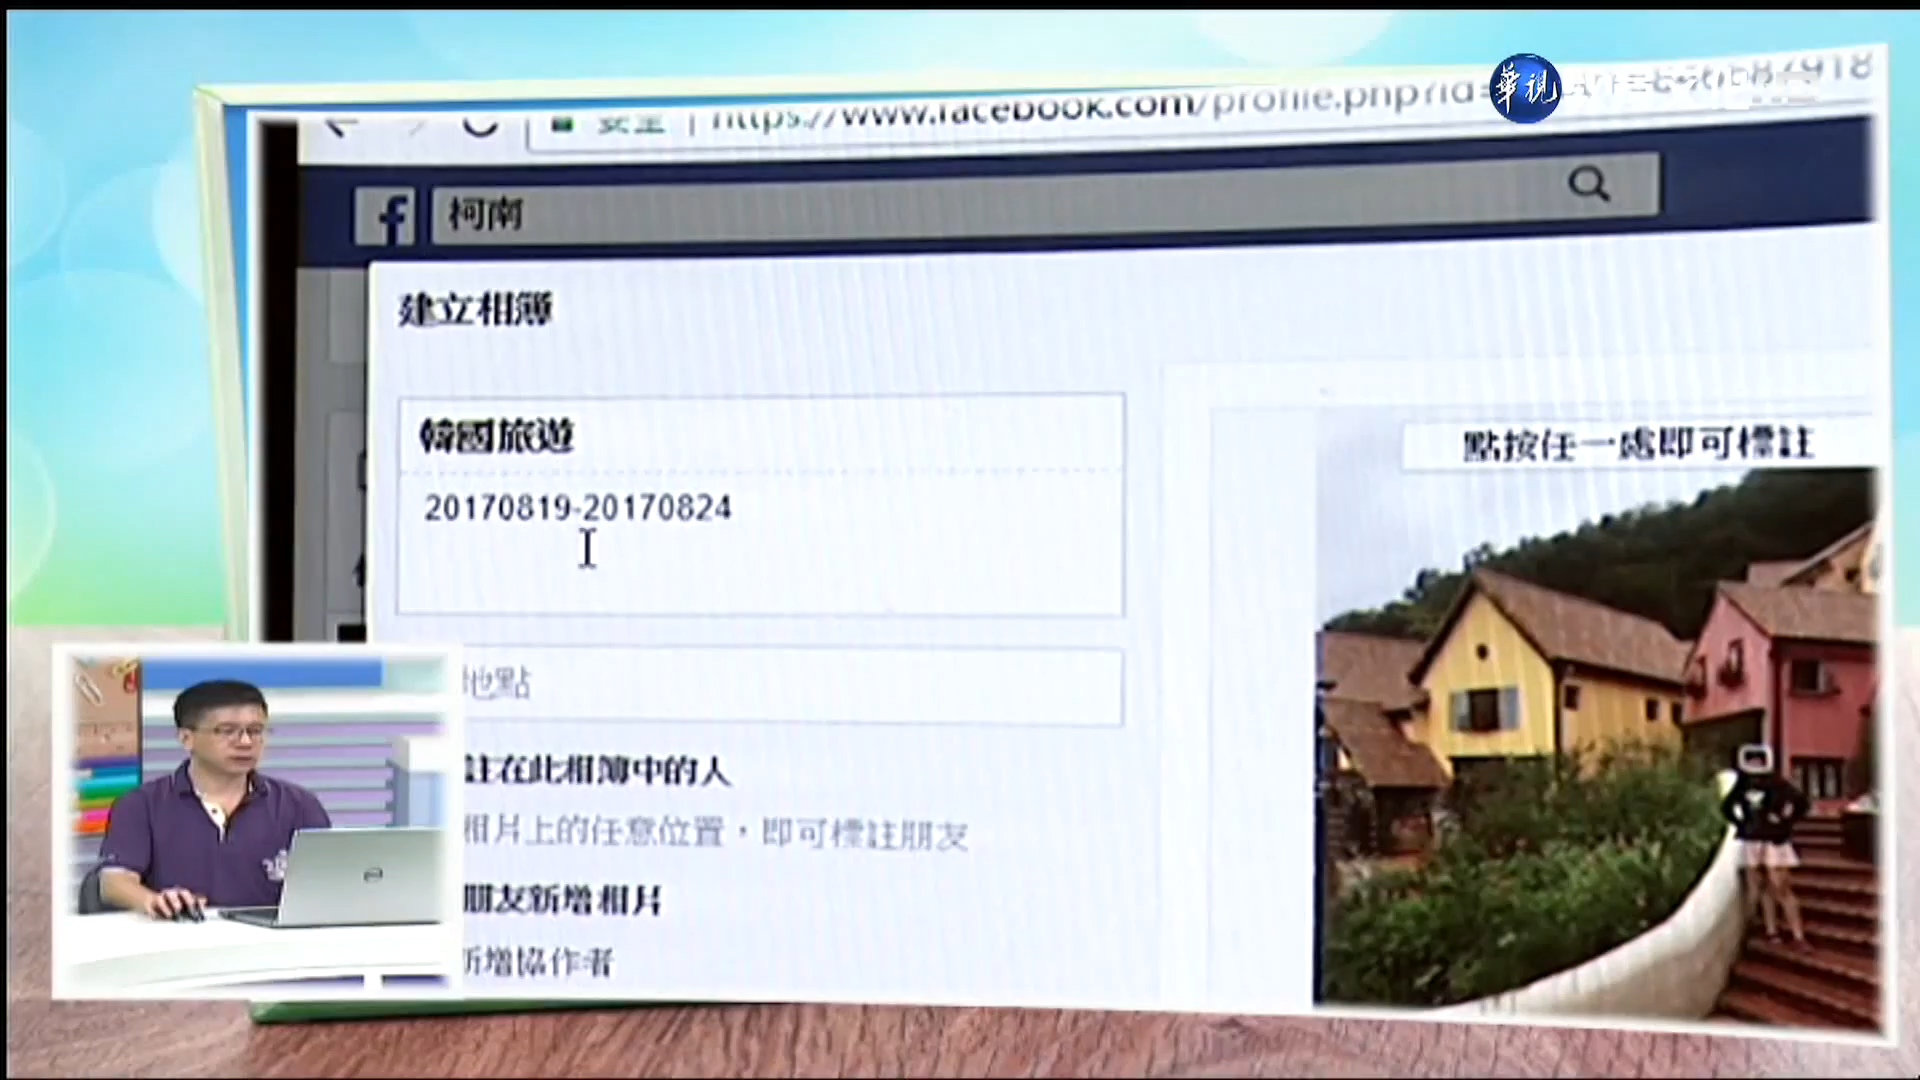 華視
安全 | https://www.facebook.com/profile.php?id=
f 柯南
建立相簿
韓國旅遊
20170819-20170824
點按任一處即可標註
地點
註在此相簿中的人
相片上的任意位置，即可標註朋友
朋友新增相片
新增協作者